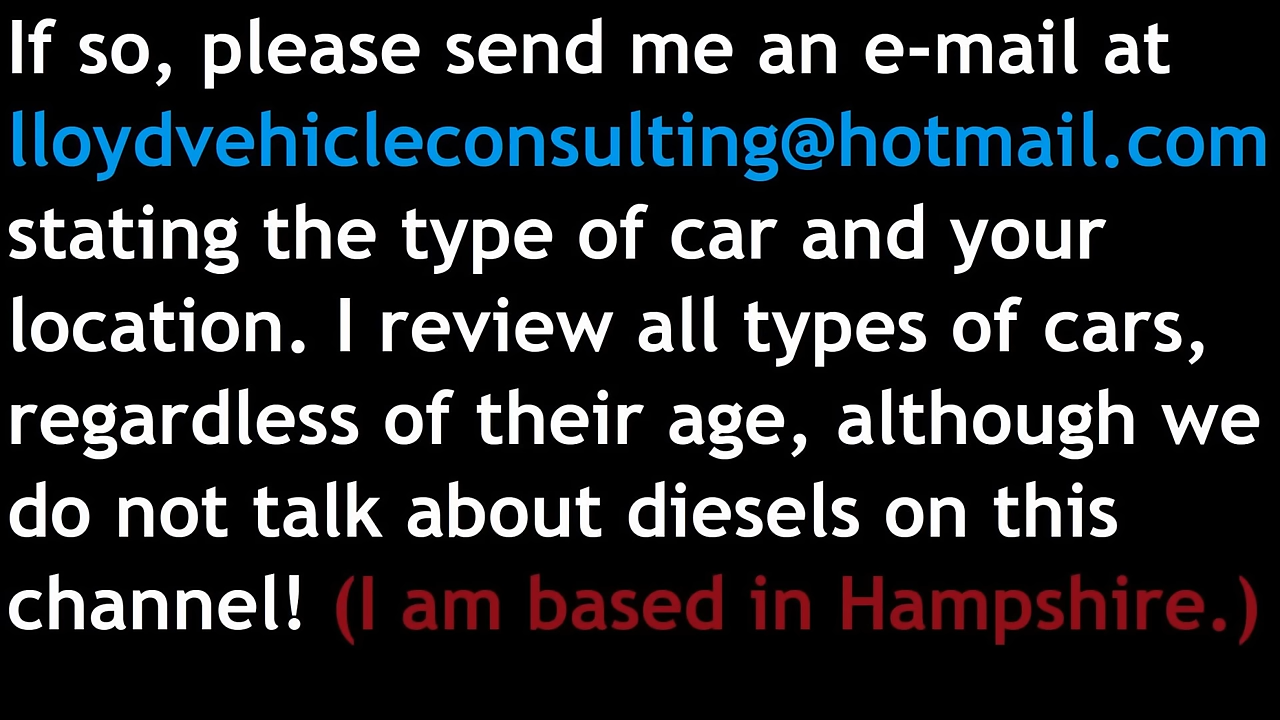 If so, please send me an e-mail at
lloydvehicleconsulting@hotmail.com
stating the type of car and your
location. I review all types of cars,
regardless of their age, although we
do not talk about diesels on this
channel! (I am based in Hampshire.)